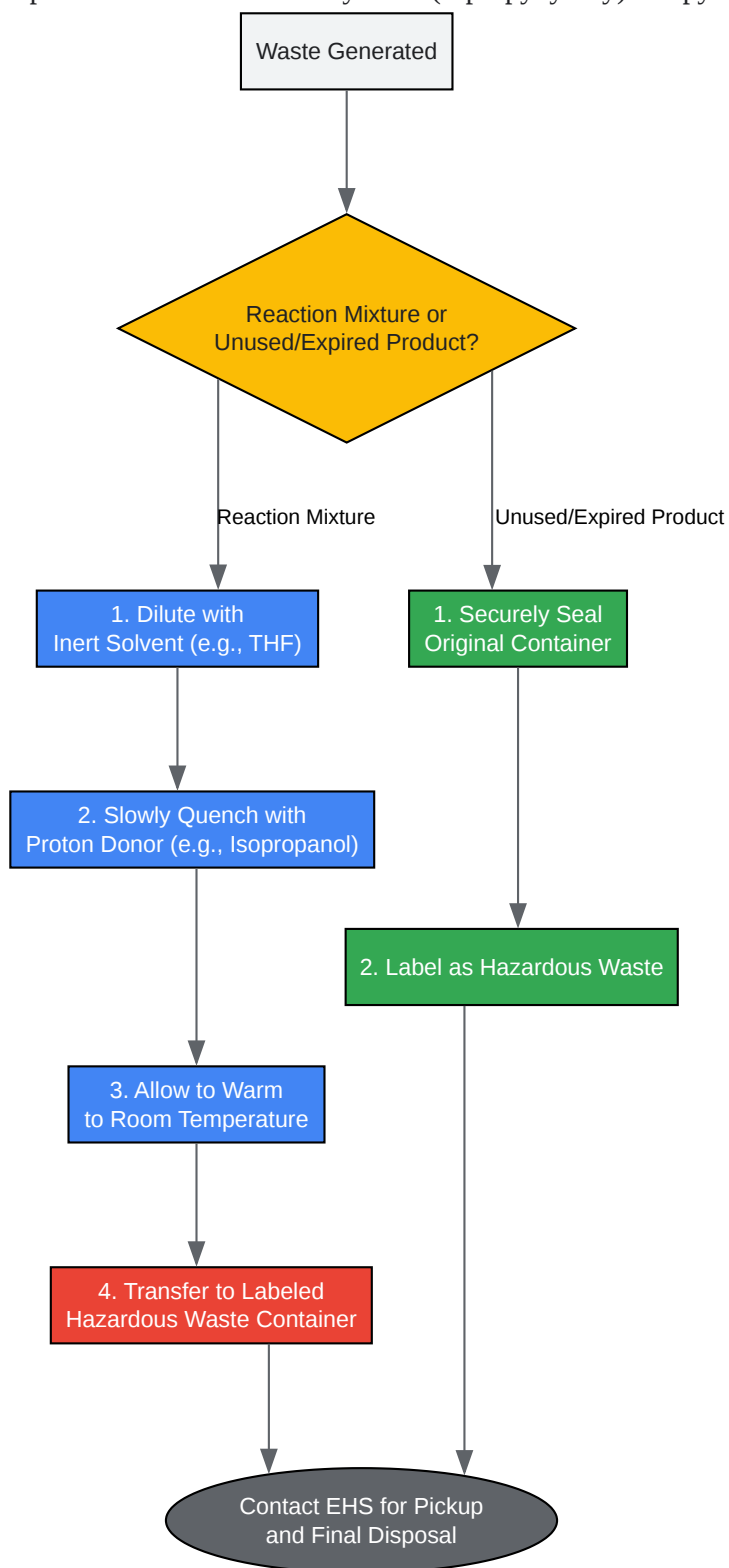 Waste Generated
Reaction Mixture or
Unused/Expired Product?
Reaction Mixture
Unused/Expired Product
1. Dilute with
Inert Solvent (e.g., THF)
1. Securely Seal
Original Container
2. Slowly Quench with
Proton Donor (e.g., Isopropanol)
2. Label as Hazardous Waste
3. Allow to Warm
to Room Temperature
4. Transfer to Labeled
Hazardous Waste Container
Contact EHS for Pickup
and Final Disposal